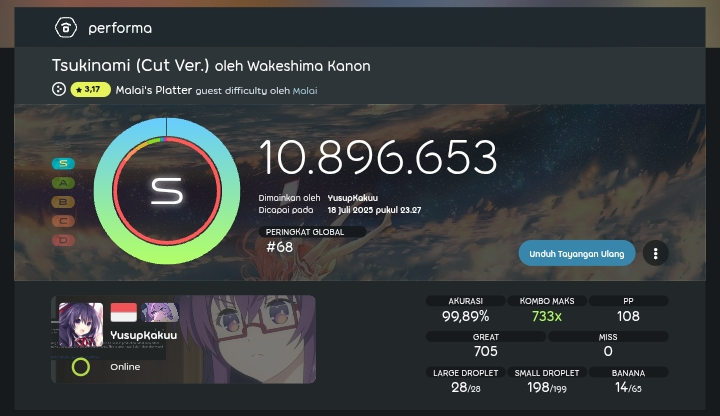 performa
Tsukinami (Cut Ver.) oleh Wakeshima Kanon
★ 3,17 Malai's Platter guest difficulty oleh Malai
10.896.653
S
A
B
C
D
S
Dimainkan oleh YusupKakuu
Dicapai pada 18 Juli 2025 pukul 23.27
PERINGKAT GLOBAL
#68
Unduh Tayangan Ulang
YusupKakuu
Online
AKURASI KOMBO MAKS PP
99,89% 733x 108
GREAT MISS
705 0
LARGE DROPLET SMALL DROPLET BANANA
28/28 198/199 14/65